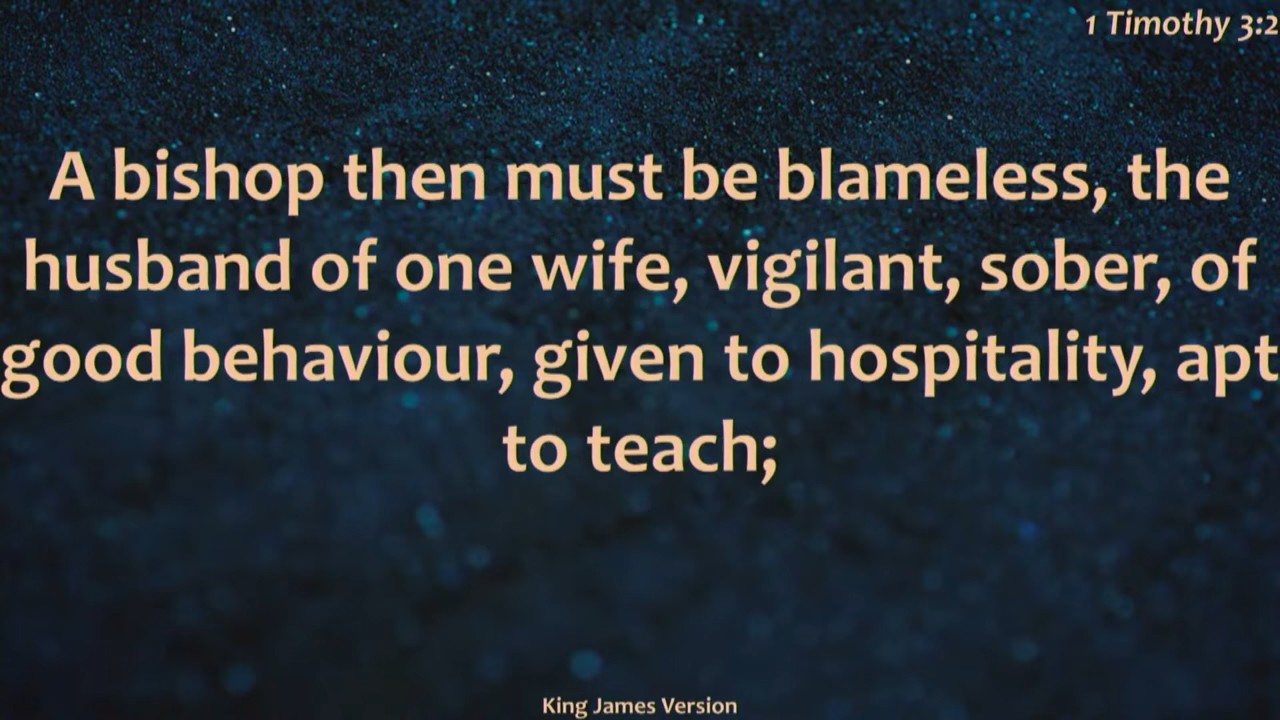 1 Timothy 3:2
A bishop then must be blameless, the
husband of one wife, vigilant, sober, of
good behaviour, given to hospitality, apt
to teach;
King James Version